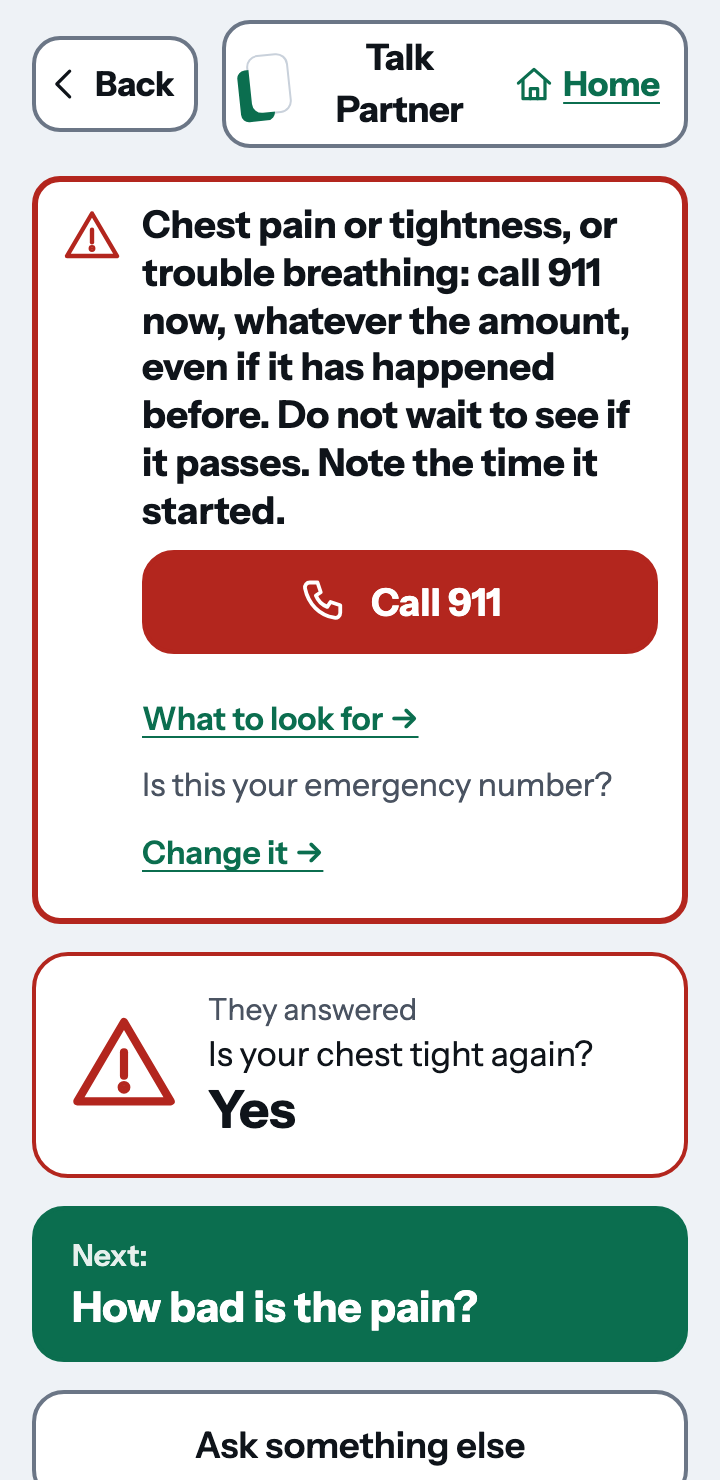 Back
Talk
Partner
Home
Chest pain or tightness, or
trouble breathing: call 911
now, whatever the amount,
even if it has happened
before. Do not wait to see if
it passes. Note the time it
started.
Call 911
What to look for →
Is this your emergency number?
Change it →
They answered
Is your chest tight again?
Yes
Next:
How bad is the pain?
Ask something else